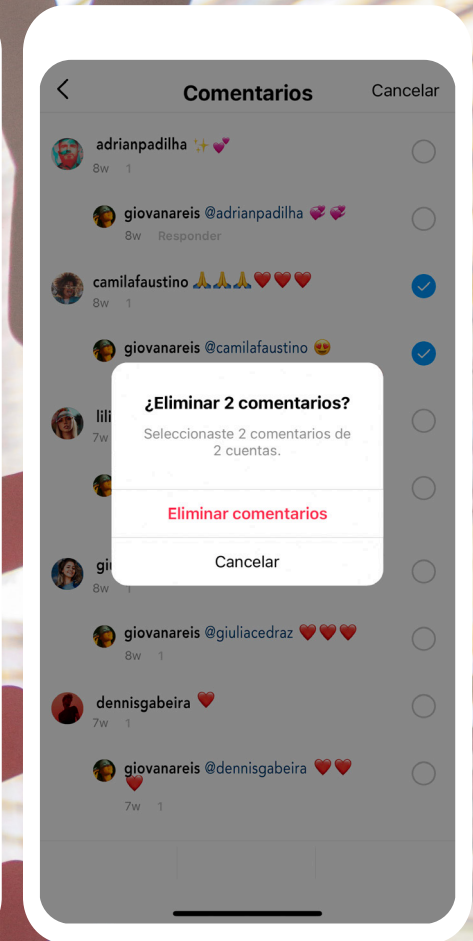 Comentarios
Cancelar
adrianpadilha ✨💕
8w 1
giovanareis @adrianpadilha 💞💞
8w Responder
camilafaustino 🙏🙏🙏❤️❤️❤️
8w 1
giovanareis @camilafaustino 😍
¿Eliminar 2 comentarios?
Seleccionaste 2 comentarios de
2 cuentas.
Eliminar comentarios
Cancelar
7w
8w 1
giovanareis @giuliacedraz ❤️❤️❤️
8w 1
dennisgabeira ❤️
7w 1
giovanareis @dennisgabeira ❤️❤️
❤️
7w 1